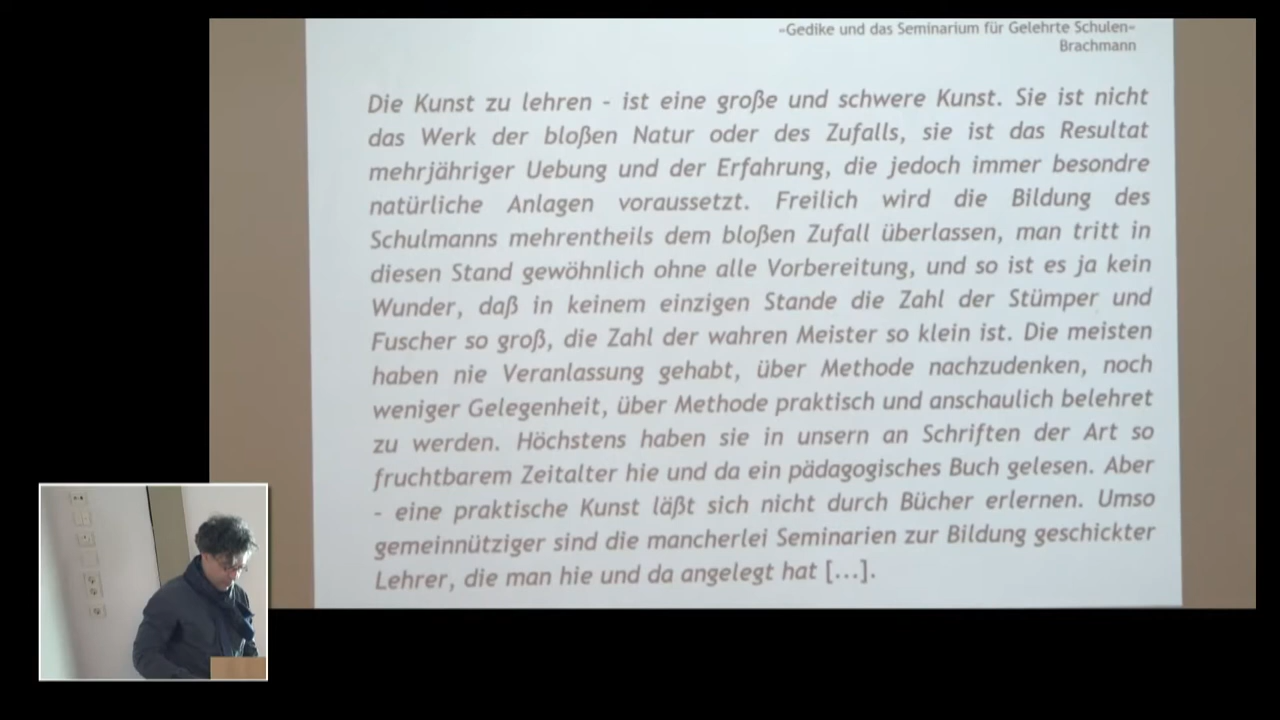 –Gedike und das Seminarium für Gelehrte Schulen–
Brachmann
Die Kunst zu lehren - ist eine große und schwere Kunst. Sie ist nicht
das Werk der bloßen Natur oder des Zufalls, sie ist das Resultat
mehrjähriger Uebung und der Erfahrung, die jedoch immer besondre
natürliche Anlagen voraussetzt. Freilich wird die Bildung des
Schulmanns mehrentheils dem bloßen Zufall überlassen, man tritt in
diesen Stand gewöhnlich ohne alle Vorbereitung, und so ist es ja kein
Wunder, daß in keinem einzigen Stande die Zahl der Stümper und
Fuscher so groß, die Zahl der wahren Meister so klein ist. Die meisten
haben nie Veranlassung gehabt, über Methode nachzudenken, noch
weniger Gelegenheit, über Methode praktisch und anschaulich belehret
zu werden. Höchstens haben sie in unsern an Schriften der Art so
fruchtbarem Zeitalter hie und da ein pädagogisches Buch gelesen. Aber
- eine praktische Kunst läßt sich nicht durch Bücher erlernen. Umso
gemeinnütziger sind die mancherlei Seminarien zur Bildung geschickter
Lehrer, die man hie und da angelegt hat [...].